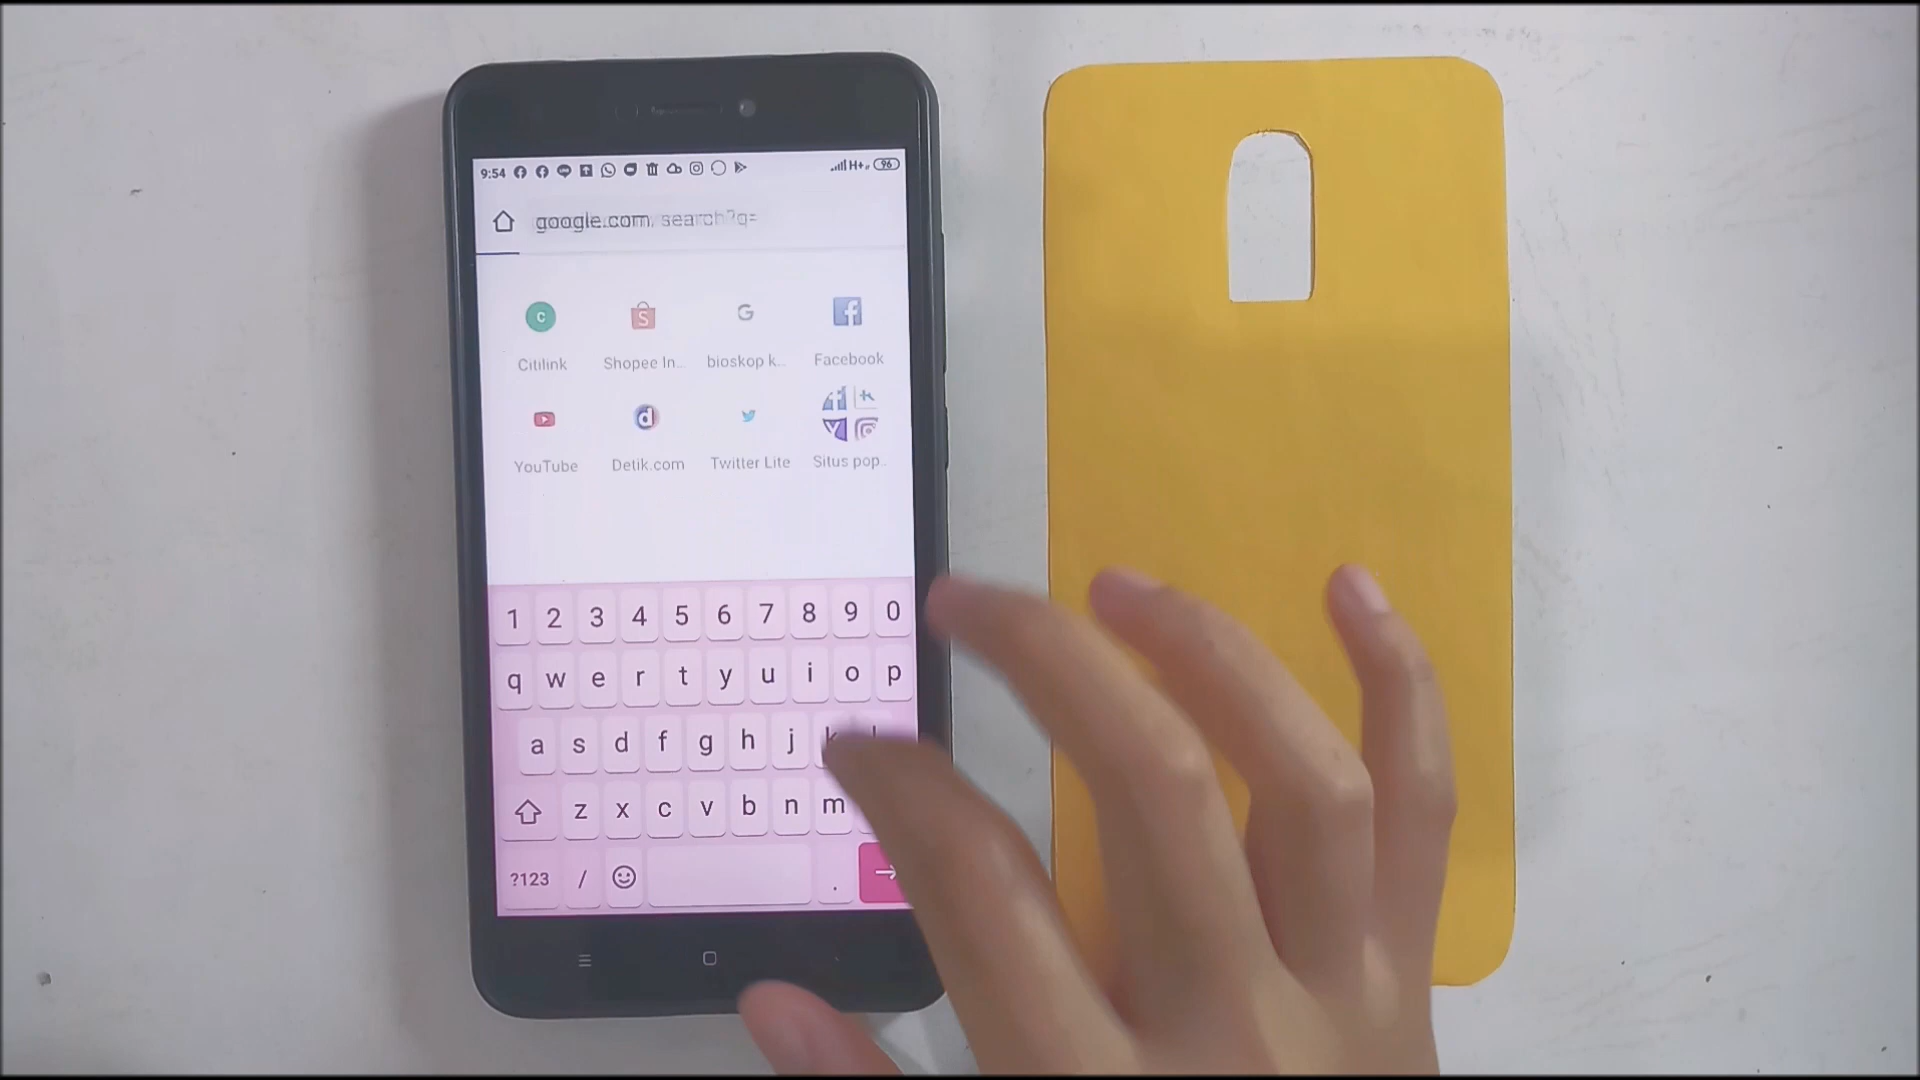 9:54 H+ 96
google.com/search?q=
Citilink Shopee In.. bioskop k... Facebook
YouTube Detik.com Twitter Lite Situs pop..
1 2 3 4 5 6 7 8 9 0
q w e r t y u i o p
a s d f g h j k
z x c v b n m
?123 / .